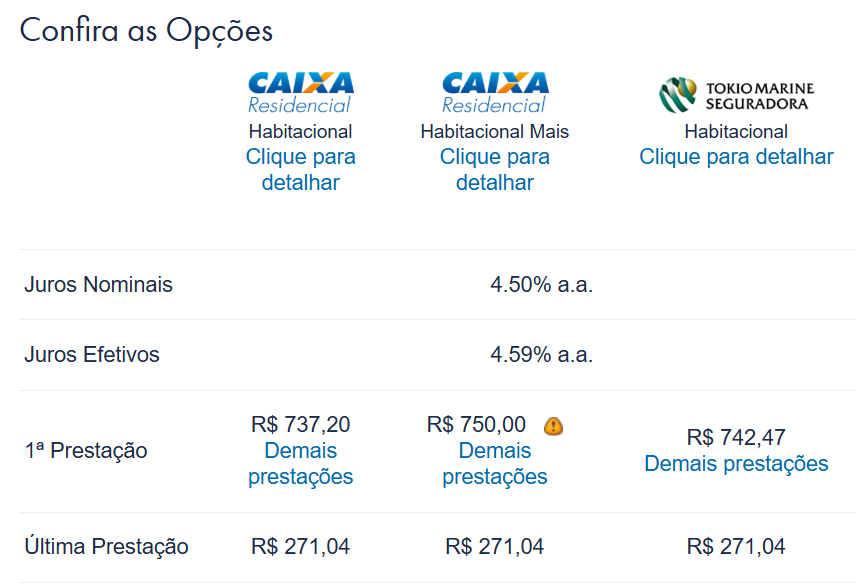 Confira as Opções
CAIXA
Residencial
Habitacional
Clique para
detalhar
CAIXA
Residencial
Habitacional Mais
Clique para
detalhar
TOKIO MARINE
SEGURADORA
Habitacional
Clique para detalhar
Juros Nominais
4.50% a.a.
Juros Efetivos
4.59% a.a.
1ª Prestação
R$ 737,20
Demais
prestações
R$ 750,00
Demais
prestações
R$ 742,47
Demais prestações
Última Prestação
R$ 271,04
R$ 271,04
R$ 271,04